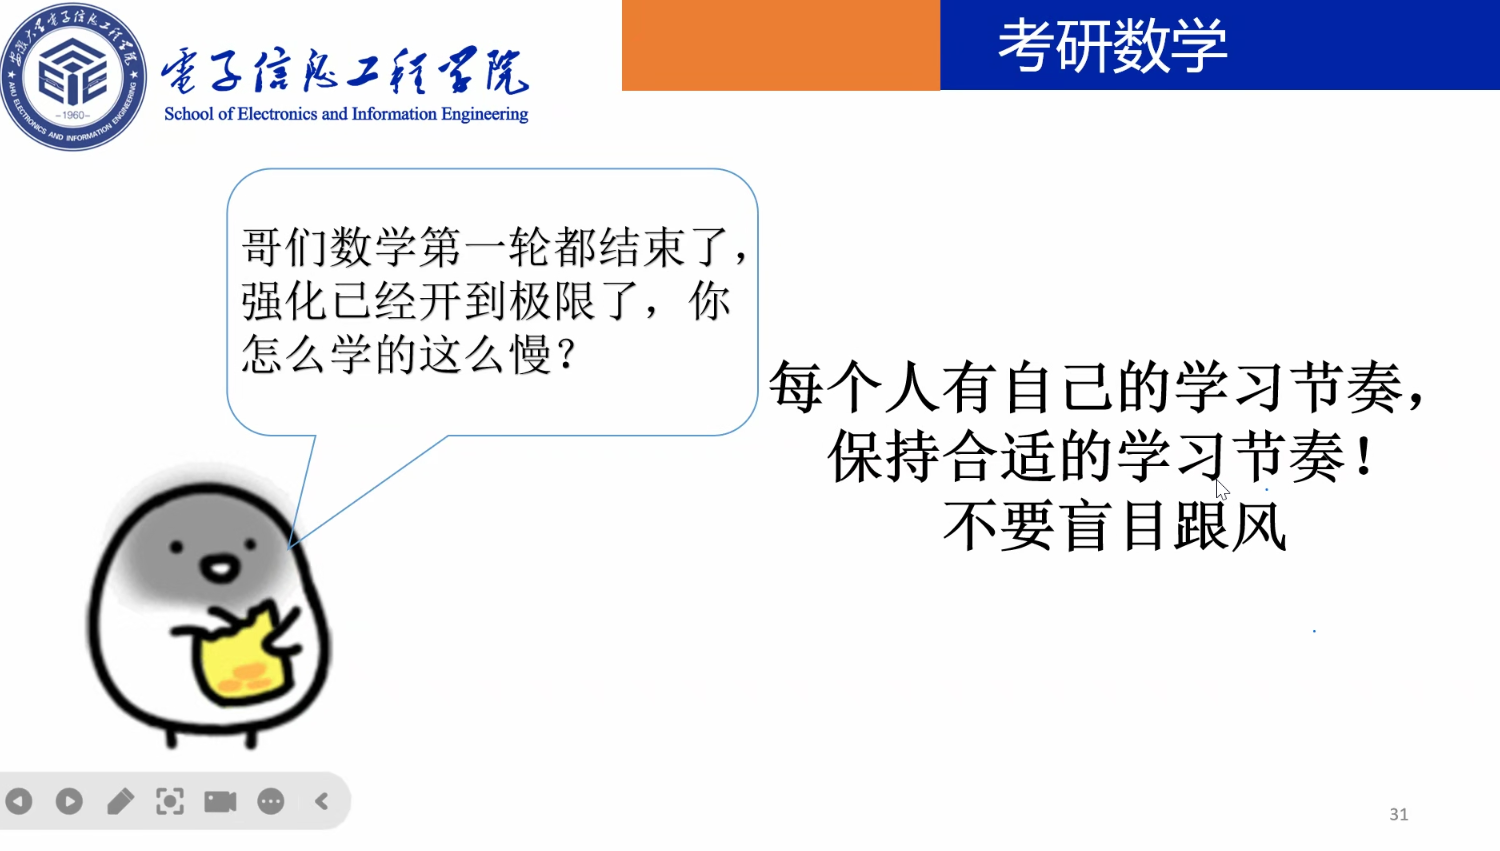 安徽大学电子信息工程学院
AHU ELECTRONICS AND INFORMATION ENGINEERING
EIE
-1960-
電子信息工程学院
School of Electronics and Information Engineering
考研数学
哥们数学第一轮都结束了，
强化已经开到极限了，你
怎么学的这么慢？
每个人有自己的学习节奏，
保持合适的学习节奏！
不要盲目跟风
31